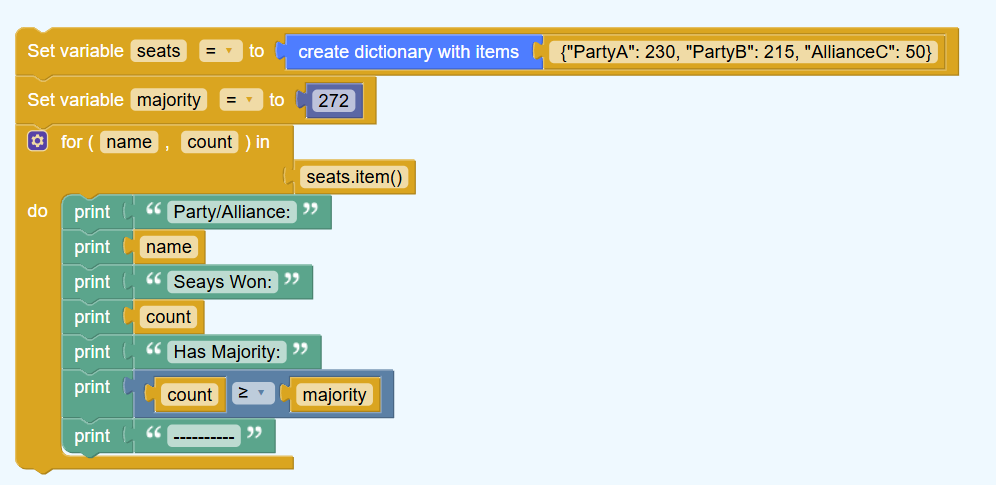 Set variable seats = to create dictionary with items {"PartyA": 230, "PartyB": 215, "AllianceC": 50}
Set variable majority = to 272
for ( name , count ) in
seats.item()
do print “ Party/Alliance: ”
print name
print “ Seays Won: ”
print count
print “ Has Majority: ”
print count ≥ majority
print “ ---------- ”